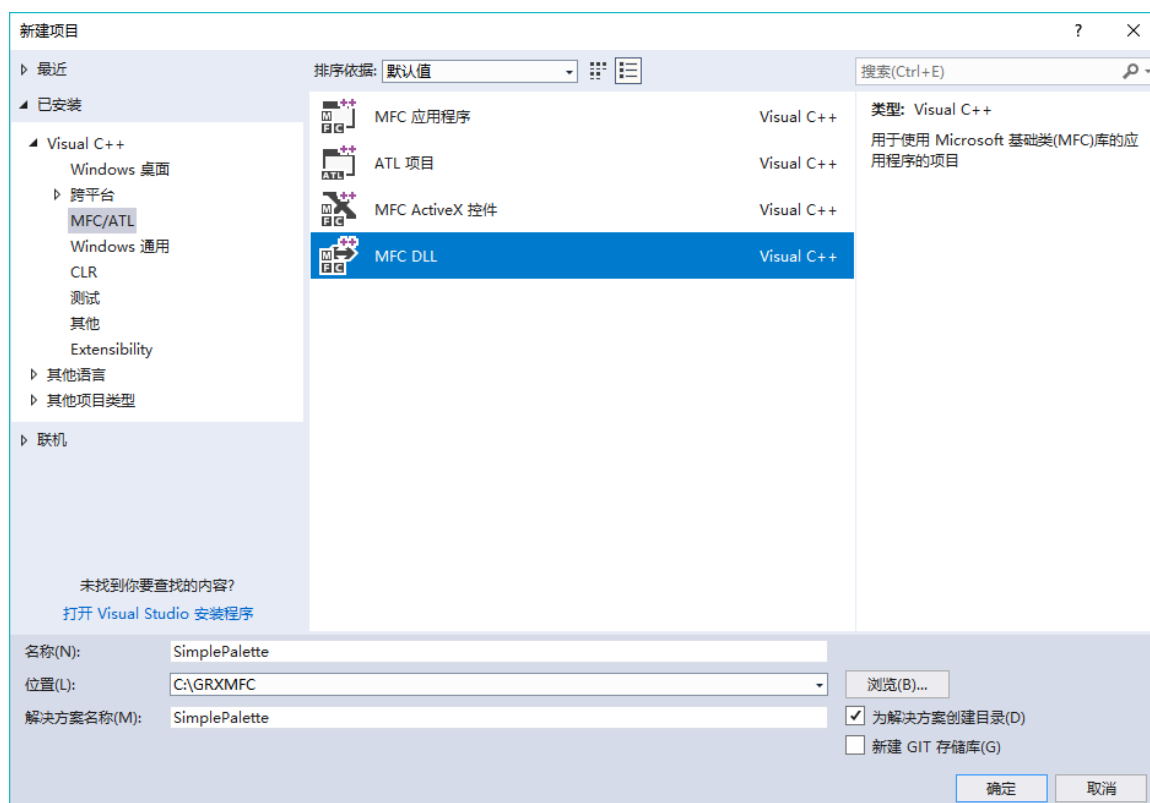 新建项目
?
最近
排序依据: 默认值
搜索(Ctrl+E)
已安装
Visual C++
Windows 桌面
跨平台
MFC/ATL
Windows 通用
CLR
测试
其他
Extensibility
其他语言
其他项目类型
联机
未找到你要查找的内容?
打开 Visual Studio 安装程序
MFC 应用程序 Visual C++
ATL 项目 Visual C++
MFC ActiveX 控件 Visual C++
MFC DLL Visual C++
类型: Visual C++
用于使用 Microsoft 基础类(MFC)库的应
用程序的项目
名称(N): SimplePalette
位置(L): C:\GRXMFC 浏览(B)...
解决方案名称(M): SimplePalette 为解决方案创建目录(D)
新建 GIT 存储库(G)
确定 取消